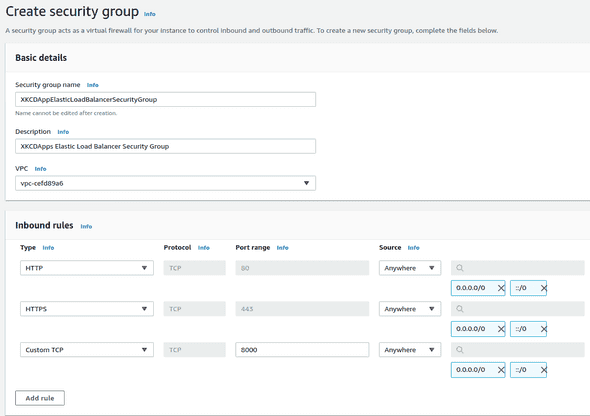 Create security group Info
A security group acts as a virtual firewall for your instance to control inbound and outbound traffic. To create a new security group, complete the fields below.
Basic details
Security group name Info
XKCDAppElasticLoadBalancerSecurityGroup
Name cannot be edited after creation.
Description Info
XKCDApps Elastic Load Balancer Security Group
VPC Info
vpc-cefd89a6
Inbound rules Info
Type Info Protocol Info Port range Info Source Info
HTTP TCP 80 Anywhere
0.0.0.0/0 ::/0
HTTPS TCP 443 Anywhere
0.0.0.0/0 ::/0
Custom TCP TCP 8000 Anywhere
0.0.0.0/0 ::/0
Add rule